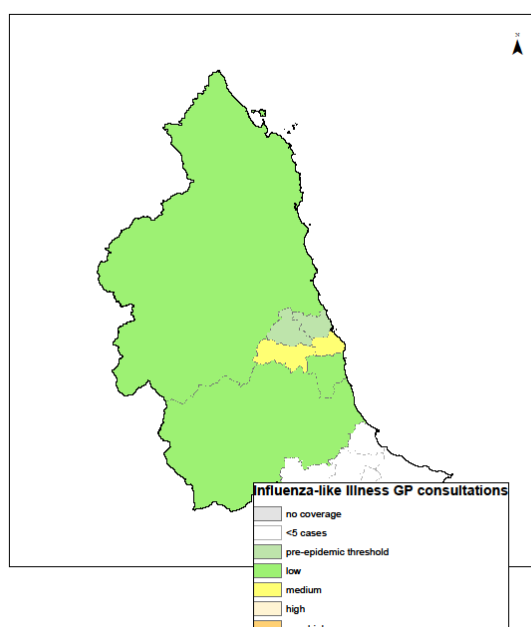 N
Influenza-like Illness GP consultations
no coverage
<5 cases
pre-epidemic threshold
low
medium
high